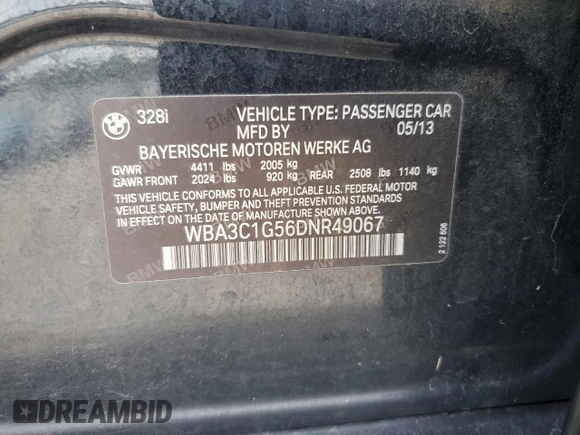 BMW 328i VEHICLE TYPE: PASSENGER CAR
MFD BY 05/13
BAYERISCHE MOTOREN WERKE AG
GVWR 4411 lbs 2005 kg
GAWR FRONT 2024 lbs 920 kg REAR 2508 lbs 1140 kg
THIS VEHICLE CONFORMS TO ALL APPLICABLE U.S. FEDERAL MOTOR
VEHICLE SAFETY, BUMPER AND THEFT PREVENTION STANDARDS IN
EFFECT ON THE DATE OF MANUFACTURE SHOWN ABOVE.
WBA3C1G56DNR49067
2 122 606
DREAMBID